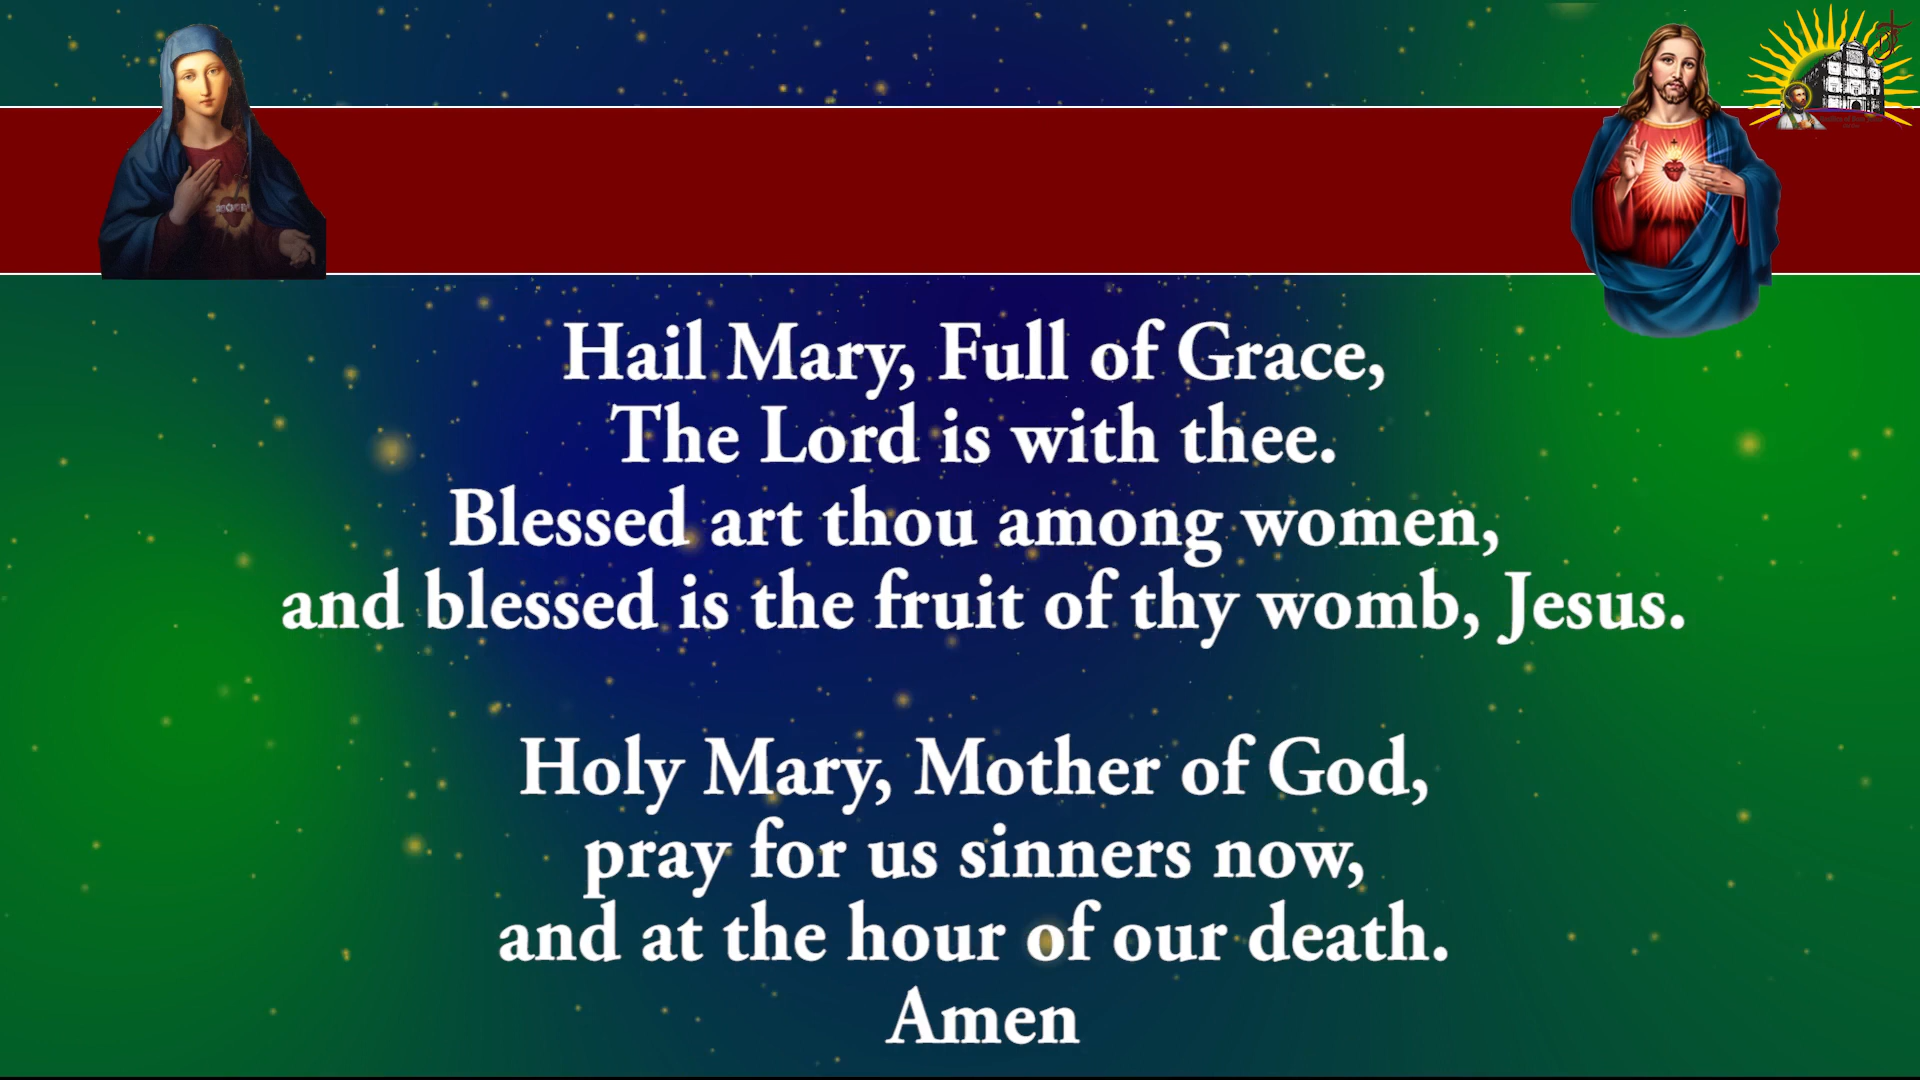 Hail Mary, Full of Grace,
The Lord is with thee.
Blessed art thou among women,
and blessed is the fruit of thy womb, Jesus.
Holy Mary, Mother of God,
pray for us sinners now,
and at the hour of our death.
Amen